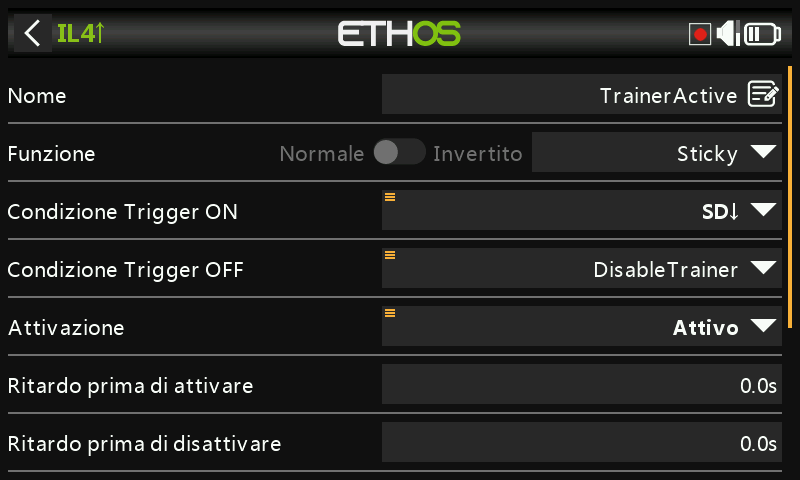 IL4↑ ETHOS
Nome TrainerActive
Funzione Normale Invertito Sticky
Condizione Trigger ON SD↓
Condizione Trigger OFF DisableTrainer
Attivazione Attivo
Ritardo prima di attivare 0.0s
Ritardo prima di disattivare 0.0s